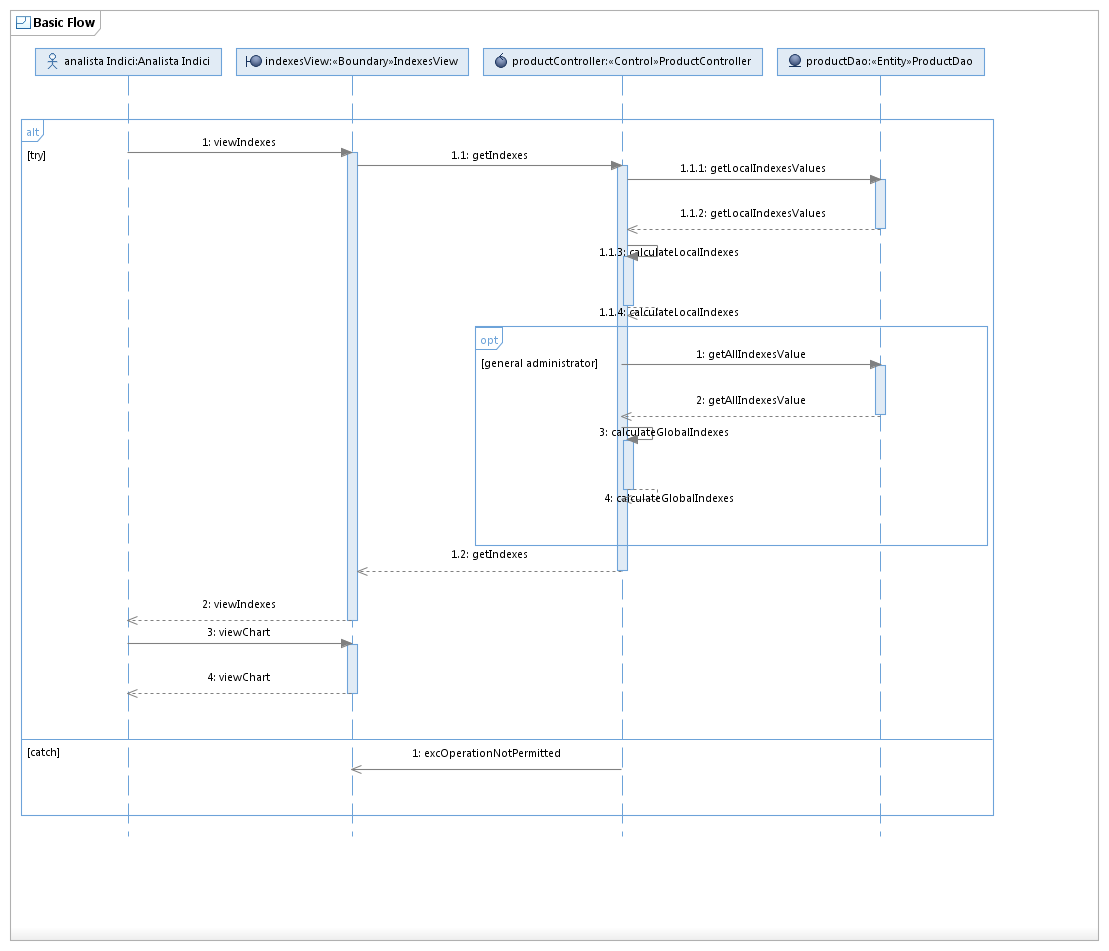 Basic Flow
analista Indici:Analista Indici
indexesView:«Boundary»IndexesView
productController:«Control»ProductController
productDao:«Entity»ProductDao
alt
[try]
1: viewIndexes
1.1: getIndexes
1.1.1: getLocalIndexesValues
1.1.2: getLocalIndexesValues
1.1.3: calculateLocalIndexes
1.1.4: calculateLocalIndexes
opt
[general administrator]
1: getAllIndexesValue
2: getAllIndexesValue
3: calculateGlobalIndexes
4: calculateGlobalIndexes
1.2: getIndexes
2: viewIndexes
3: viewChart
4: viewChart
[catch]
1: excOperationNotPermitted